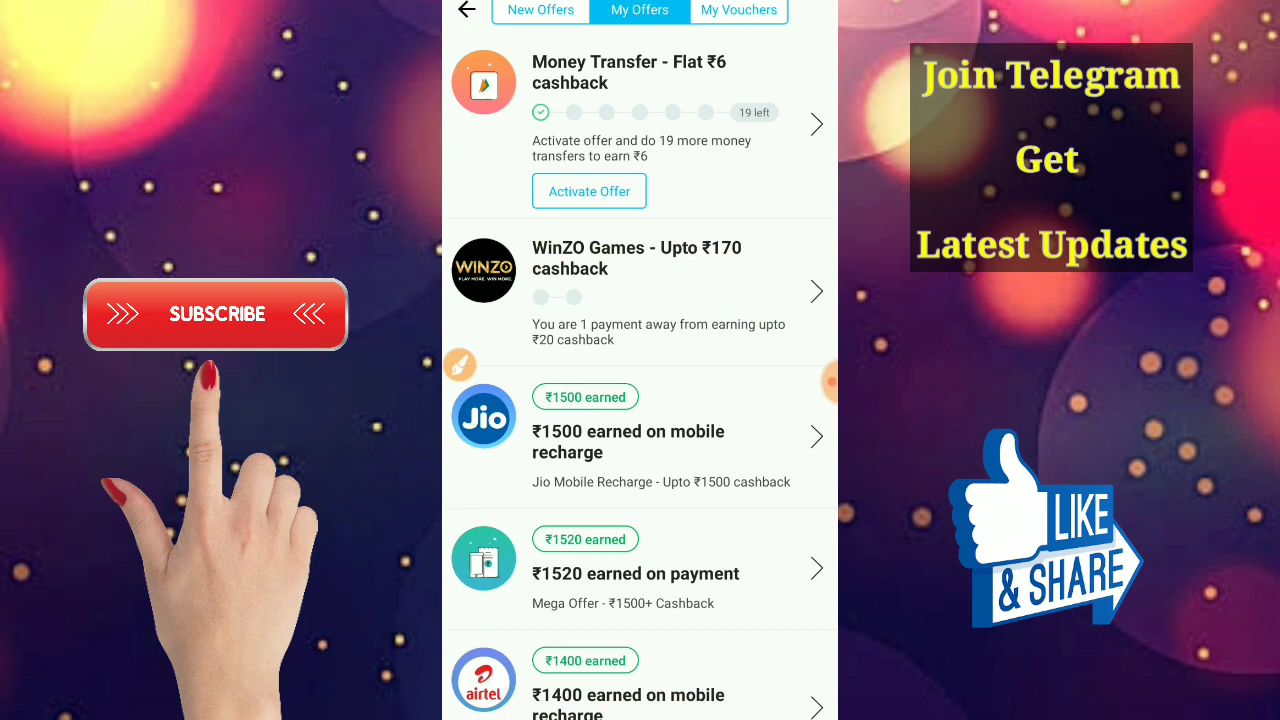 New Offers
My Offers
My Vouchers
Money Transfer - Flat ₹6
cashback
19 left
Activate offer and do 19 more money
transfers to earn ₹6
Activate Offer
WINZO
PLAY MORE. WIN MORE.
WinZO Games - Upto ₹170
cashback
You are 1 payment away from earning upto
₹20 cashback
Jio
₹1500 earned
₹1500 earned on mobile
recharge
Jio Mobile Recharge - Upto ₹1500 cashback
₹1520 earned
₹1520 earned on payment
Mega Offer - ₹1500+ Cashback
airtel
₹1400 earned
₹1400 earned on mobile
recharge
SUBSCRIBE
Join Telegram
Get
Latest Updates
LIKE
& SHARE